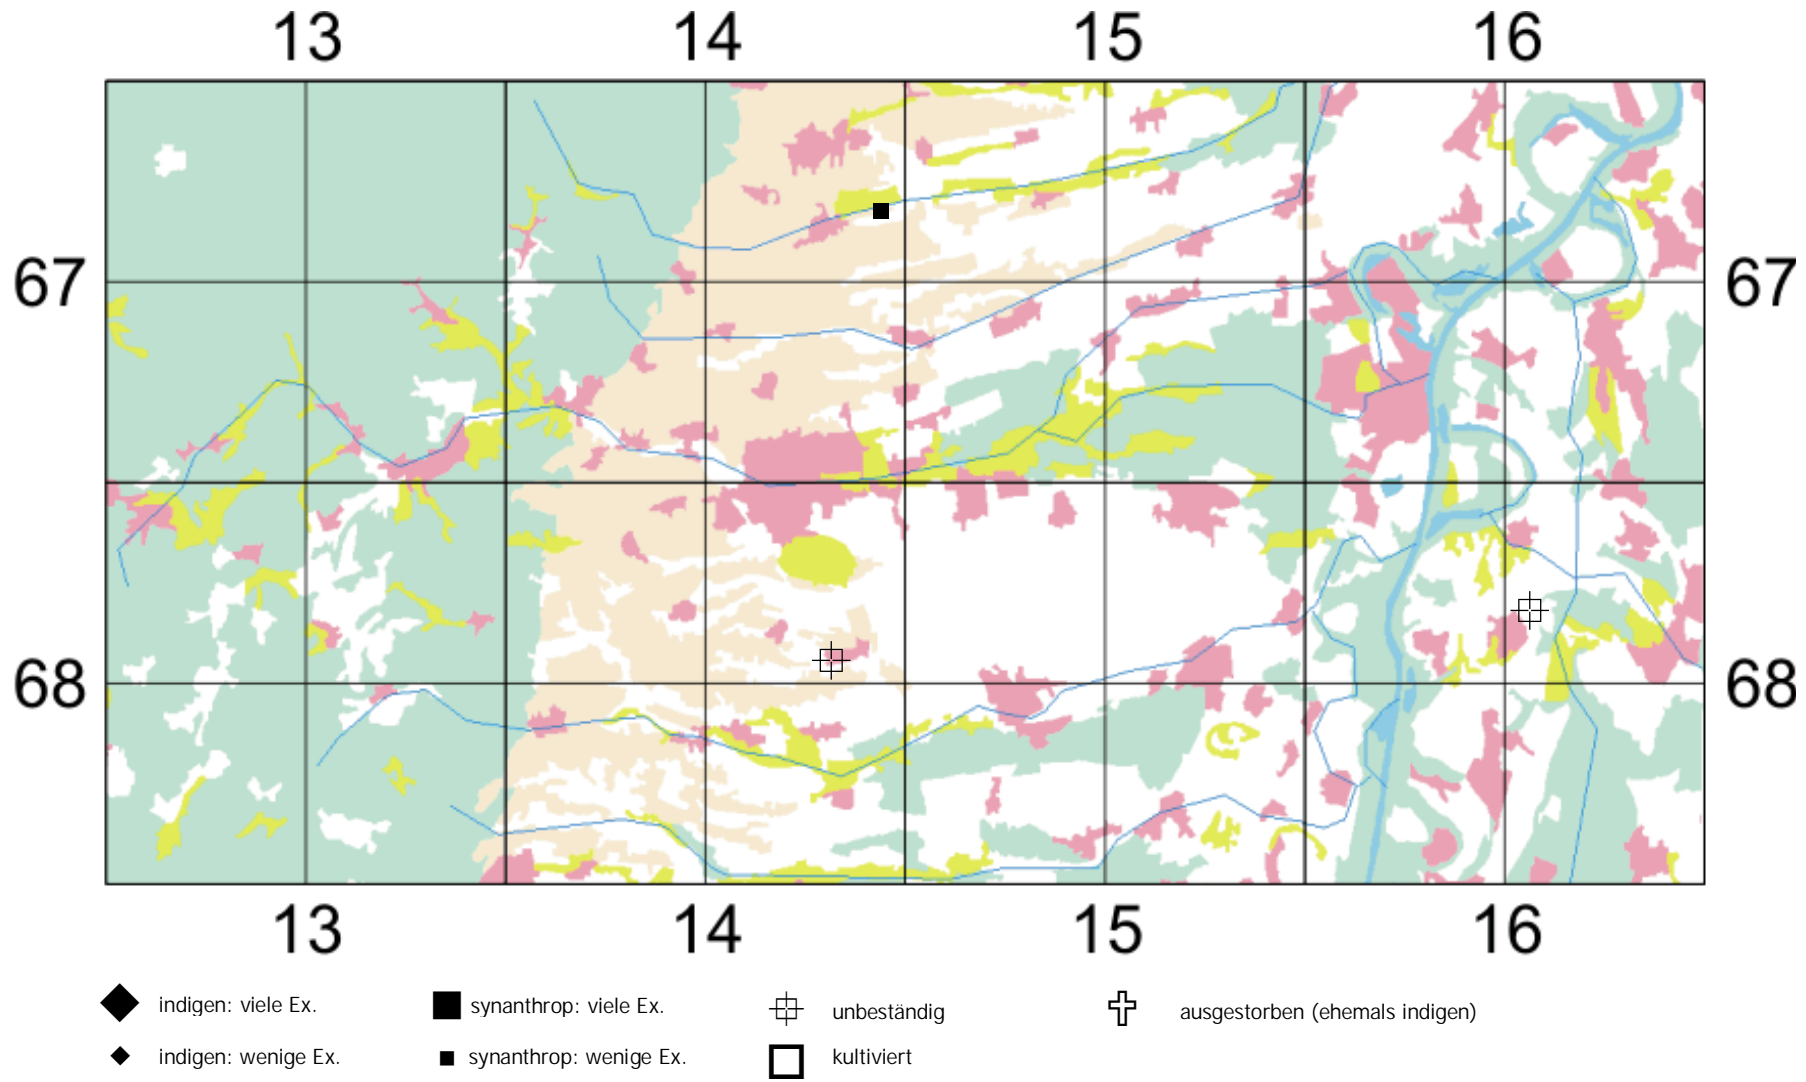 13 14 15 16
67 67
68 68
13 14 15 16
indigen: viele Ex. synanthrop: viele Ex. unbeständig ausgestorben (ehemals indigen)
indigen: wenige Ex. synanthrop: wenige Ex. kultiviert